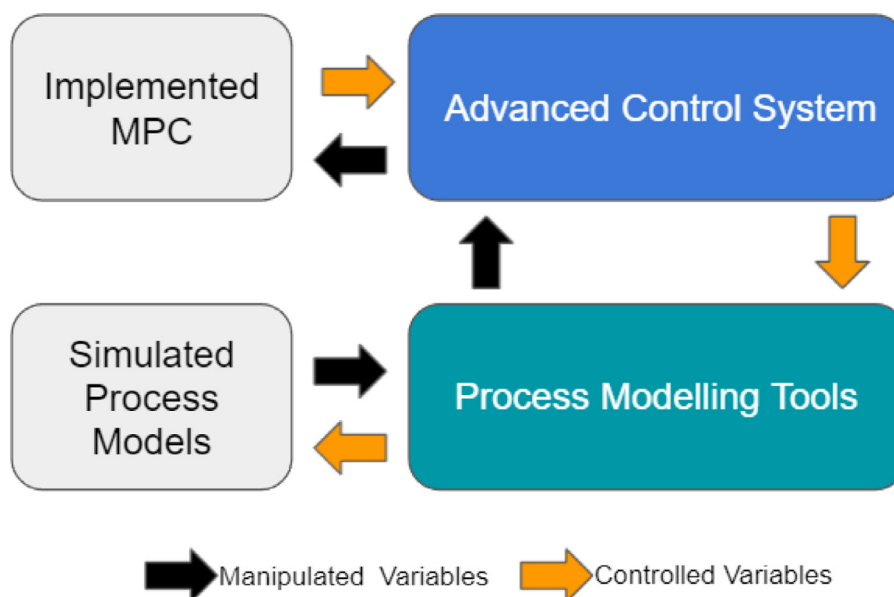 Implemented
MPC
Advanced Control System
Simulated
Process
Models
Process Modelling Tools
Manipulated Variables
Controlled Variables